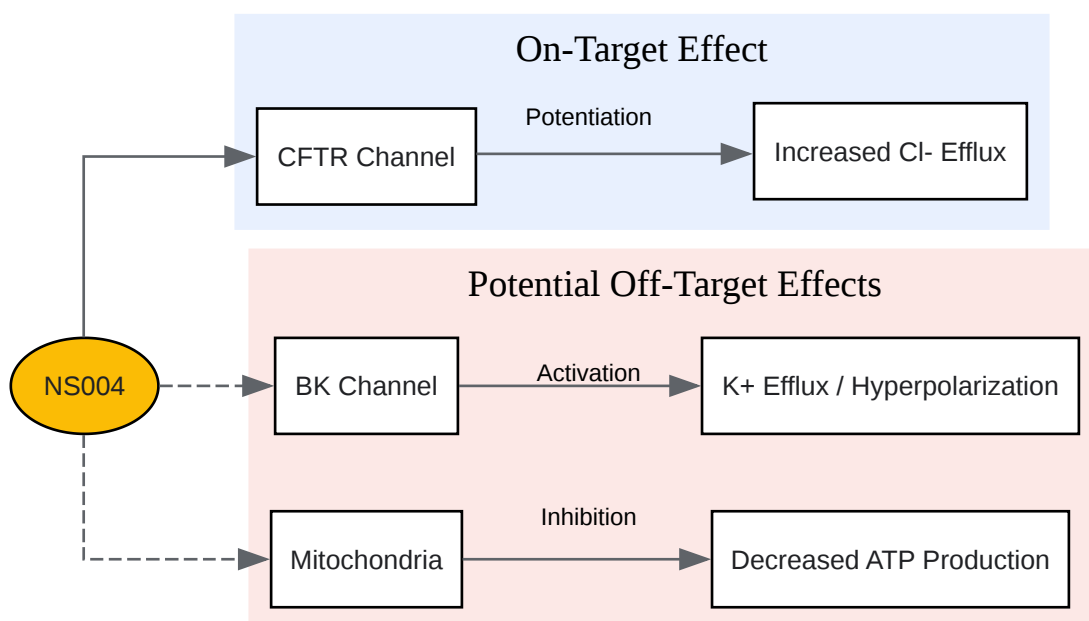 On-Target Effect
CFTR Channel
Potentiation
Increased Cl- Efflux
Potential Off-Target Effects
NS004
BK Channel
Activation
K+ Efflux / Hyperpolarization
Mitochondria
Inhibition
Decreased ATP Production